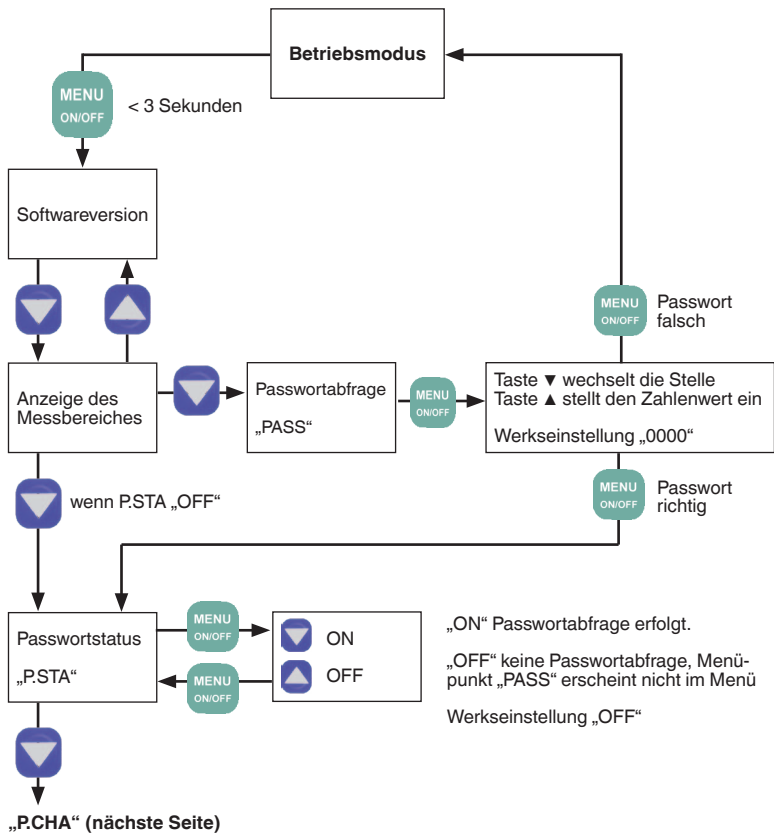 Betriebsmodus
MENU
ON/OFF
< 3 Sekunden
Softwareversion
MENU
ON/OFF
Passwort
falsch
Anzeige des
Messbereiches
Passwortabfrage
„PASS“
MENU
ON/OFF
Taste ▼ wechselt die Stelle
Taste ▲ stellt den Zahlenwert ein
Werkseinstellung „0000“
wenn P.STA „OFF“
MENU
ON/OFF
Passwort
richtig
Passwortstatus
„P.STA“
MENU
ON/OFF
MENU
ON/OFF
ON
OFF
„ON“ Passwortabfrage erfolgt.
„OFF“ keine Passwortabfrage, Menü-
punkt „PASS“ erscheint nicht im Menü
Werkseinstellung „OFF“
„P.CHA“ (nächste Seite)